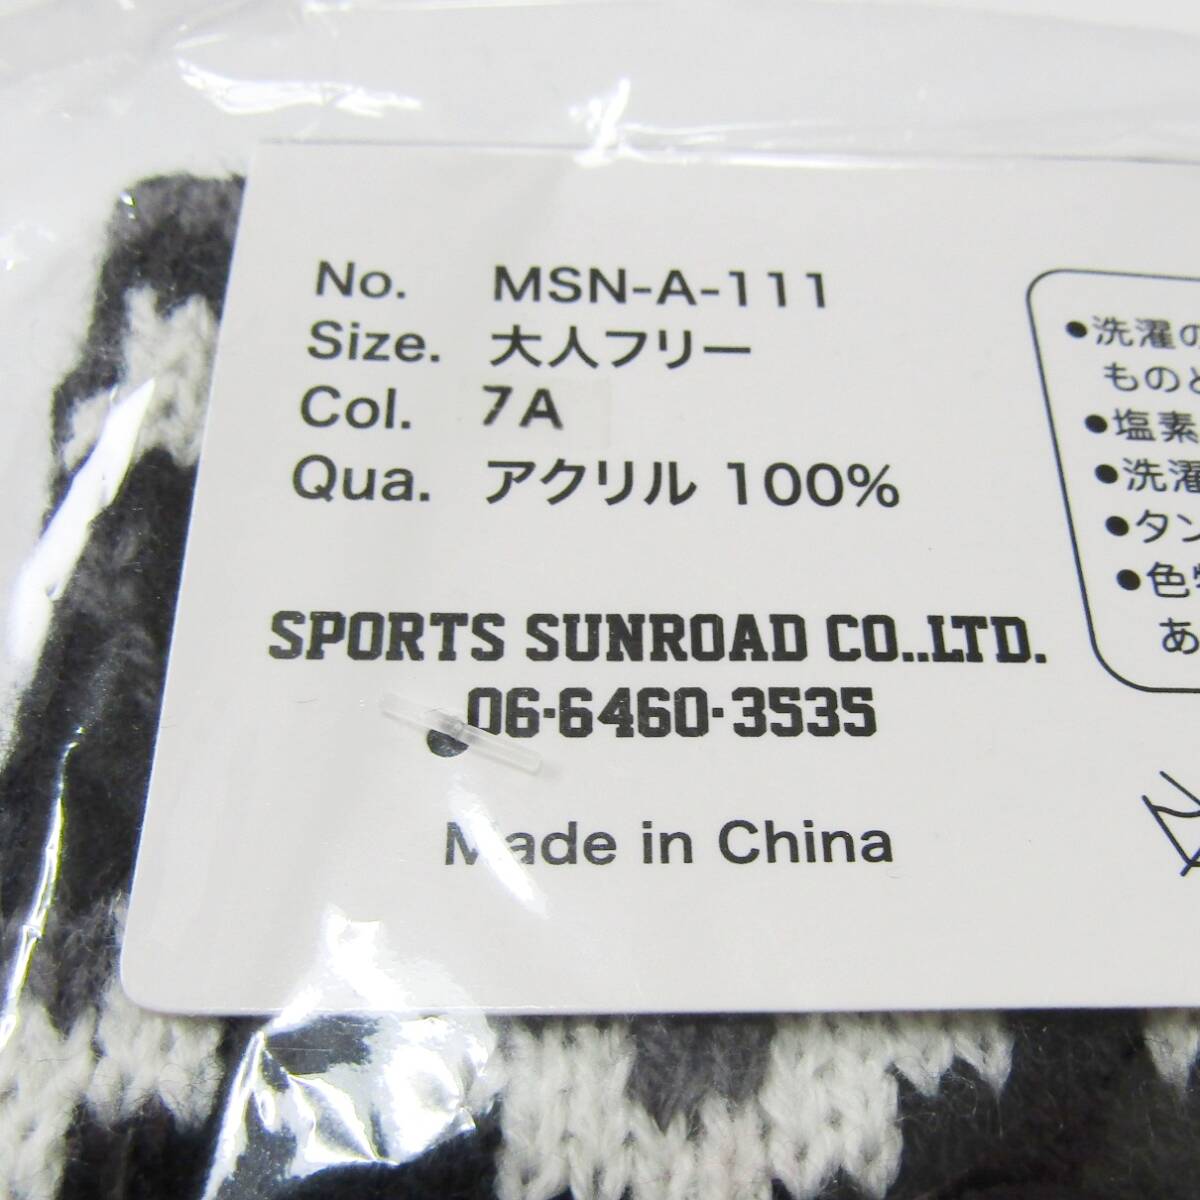 No. MSN-A-111
Size. 大人フリー
Col. 7A
Qua. アクリル 100%
SPORTS SUNROAD CO..LTD.
06·6460·3535
Made in China
●洗濯の
ものと
●塩素
●洗濯
●タン
●色物
あ